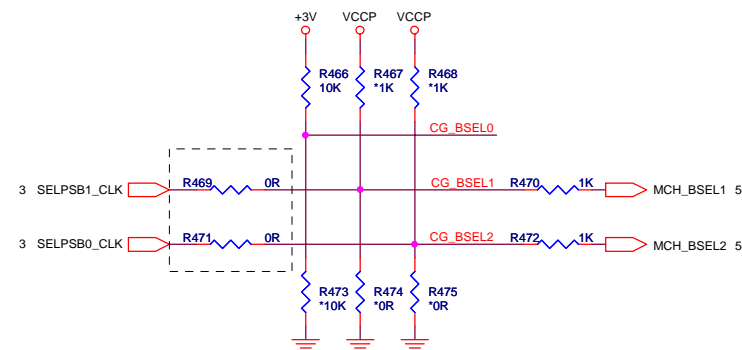 +3V VCCP VCCP
R466 R467 R468
10K *1K *1K
CG_BSEL0
3 SELPSB1_CLK R469 0R CG_BSEL1 R470 1K MCH_BSEL1 5
3 SELPSB0_CLK R471 0R CG_BSEL2 R472 1K MCH_BSEL2 5
R473 R474 R475
*10K *0R *0R